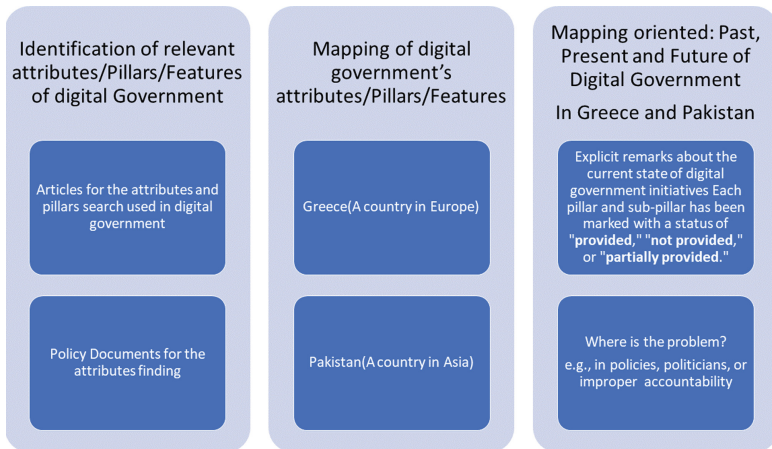 Identification of relevant
attributes/Pillars/Features
of digital Government
Articles for the attributes and
pillars search used in digital
government
Policy Documents for the
attributes finding
Mapping of digital
government's
attributes/Pillars/Features
Greece(A country in Europe)
Pakistan(A country in Asia)
Mapping oriented: Past,
Present and Future of
Digital Government
In Greece and Pakistan
Explicit remarks about the
current state of digital
government initiatives Each
pillar and sub-pillar has been
marked with a status of
"provided," "not provided,"
or "partially provided."
Where is the problem?
e.g., in policies, politicians, or
improper accountability